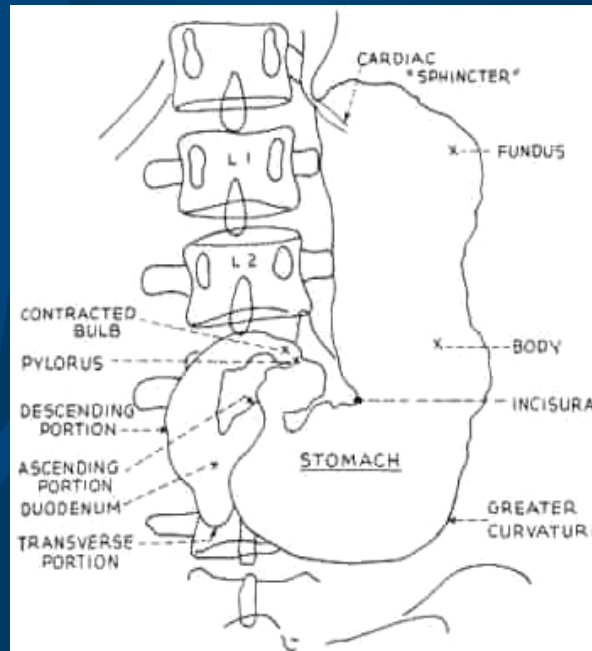 CARDIAC
"SPHINCTER"
FUNDUS
L1
L2
CONTRACTED
BULB
PYLORUS
BODY
DESCENDING
PORTION
INCISURA
ASCENDING
PORTION
STOMACH
DUODENUM
GREATER
CURVATURE
TRANSVERSE
PORTION